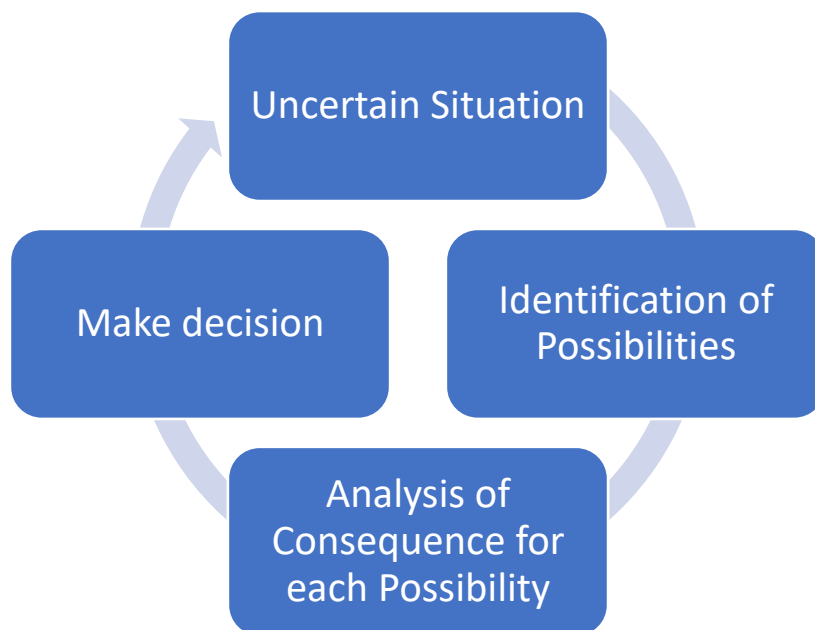 Uncertain Situation
Identification of
Possibilities
Analysis of
Consequence for
each Possibility
Make decision